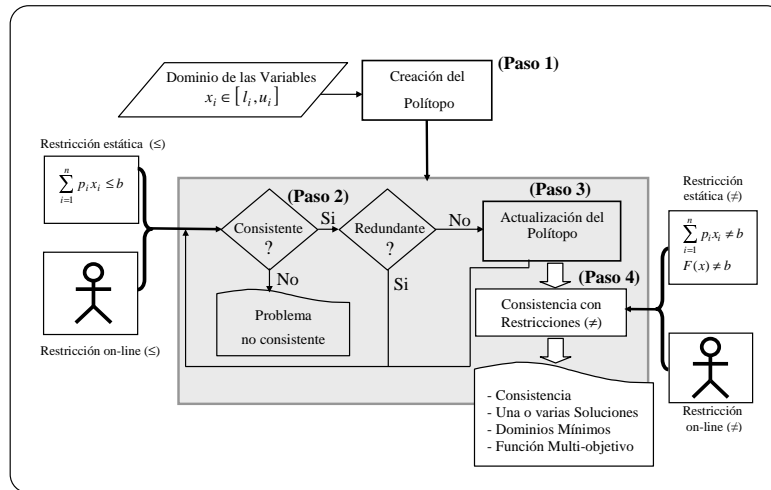 (Paso 1)
Dominio de las Variables
x_i ∈ [l_i, u_i]
Creación del
Polítopo
Restricción estática (≤)
∑_{i=1}^{n} p_i x_i ≤ b
Restricción on-line (≤)
(Paso 2)
Consistente
?
Si
No
Problema
no consistente
Redundante
?
No
Si
(Paso 3)
Actualización del
Polítopo
(Paso 4)
Consistencia con
Restricciones (≠)
Restricción
estática (≠)
∑_{i=1}^{n} p_i x_i ≠ b
F(x) ≠ b
Restricción
on-line (≠)
- Consistencia
- Una o varias Soluciones
- Dominios Mínimos
- Función Multi-objetivo